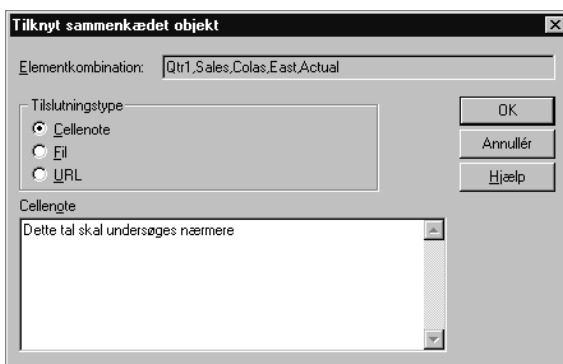 Tilknyt sammenkædet objekt
Elementkombination: Qtr1,Sales,Colas,East,Actual
Tilslutningstype
Cellenote
Fil
URL
OK
Annullér
Hjælp
Cellenote
Dette tal skal undersøges nærmere